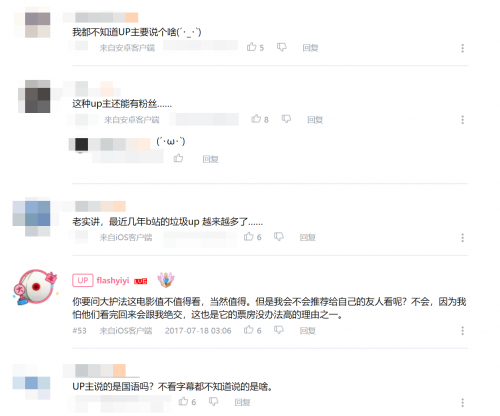 我都不知道UP主要说个啥(´·_·`)
来自安卓客户端 5 回复
这种up主还能有粉丝......
来自安卓客户端 8 回复
(´·ω·`)
回复
老实讲，最近几年b站的垃圾up 越来越多了......
来自iOS客户端 6 回复
UP flashyiyi
你要问大护法这电影值不值得看，当然值得。但是我会不会推荐给自己的友人看呢？不会，因为我
怕他们看完回来会跟我绝交，这也是它的票房没办法高的理由之一。
#53 来自iOS客户端 2017-07-18 03:06 6 回复
UP主说的是国语吗？不看字幕都不知道说的是啥。
6 回复